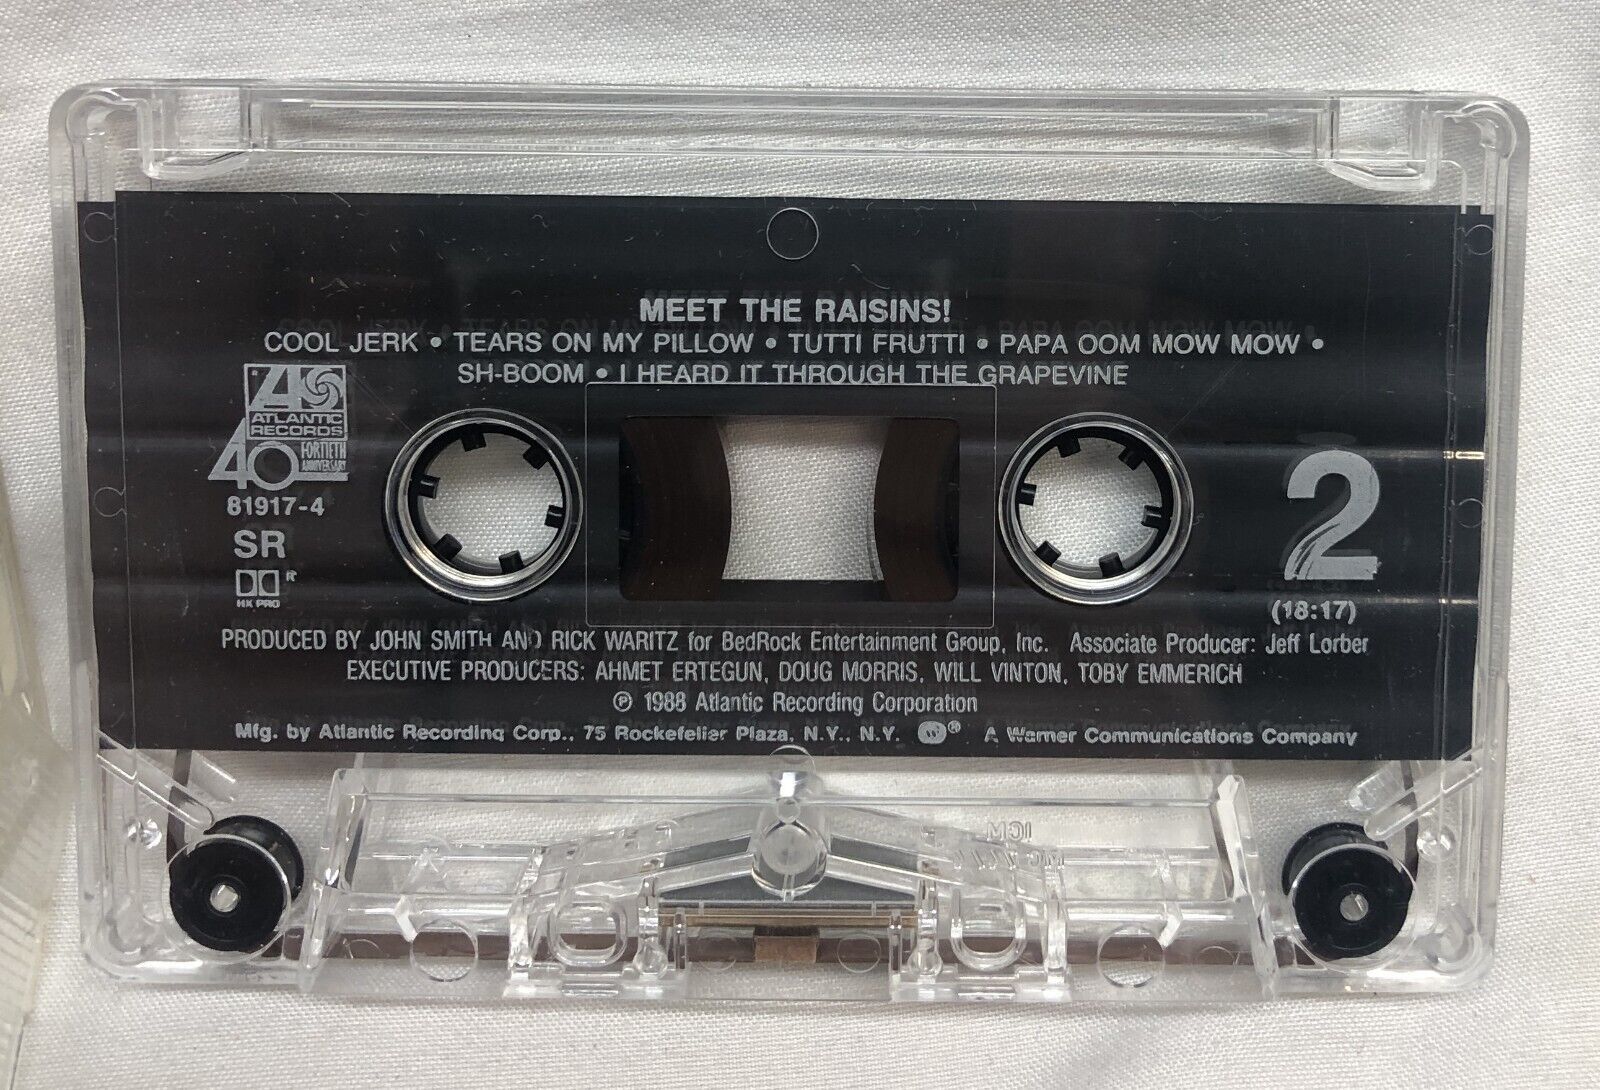 MEET THE RAISINS!
COOL JERK • TEARS ON MY PILLOW • TUTTI FRUTTI • PAPA OOM MOW MOW •
SH-BOOM • I HEARD IT THROUGH THE GRAPEVINE
ATLANTIC
RECORDS
40 FORTIETH
ANNIVERSARY
81917-4
SR
HX PRO
2
(18:17)
PRODUCED BY JOHN SMITH AND RICK WARITZ for BedRock Entertainment Group, Inc. Associate Producer: Jeff Lorber
EXECUTIVE PRODUCERS: AHMET ERTEGUN, DOUG MORRIS, WILL VINTON, TOBY EMMERICH
℗ 1988 Atlantic Recording Corporation
Mfg. by Atlantic Recording Corp., 75 Rockefeller Plaza, N.Y., N.Y. ® A Warner Communications Company
ICM